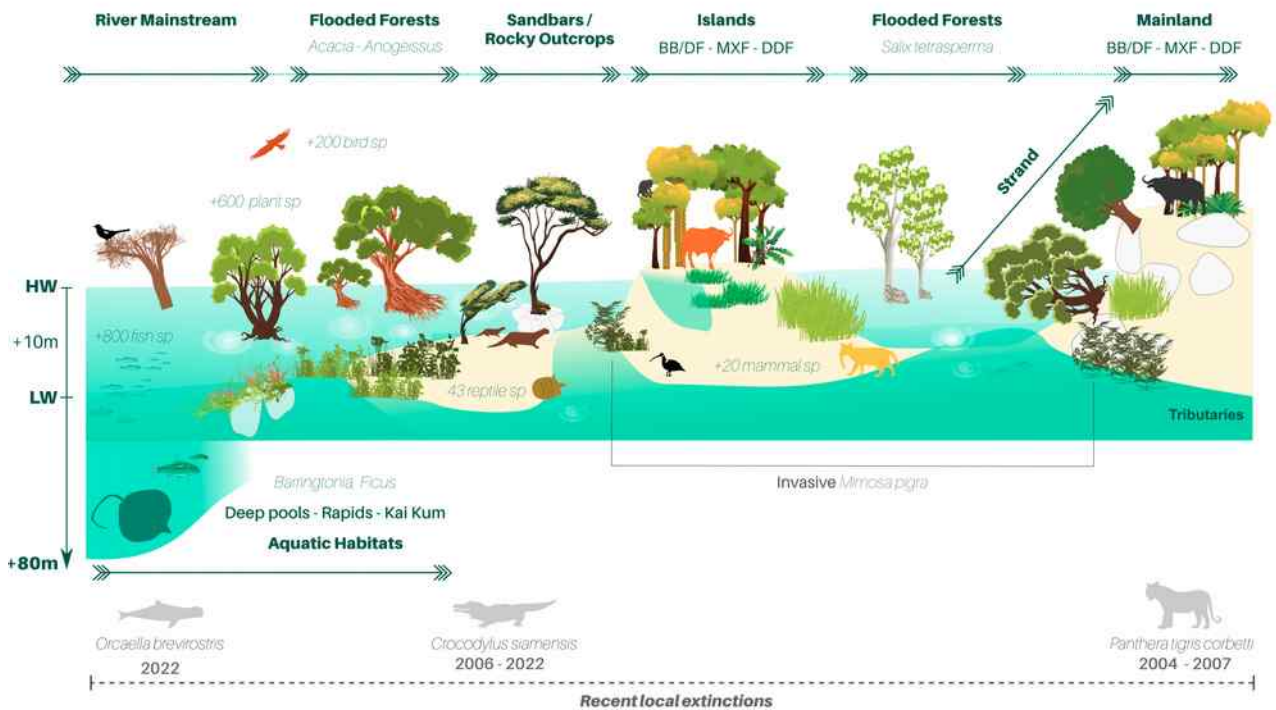 River Mainstream
Flooded Forests
Acacia - Anogeissus
Sandbars /
Rocky Outcrops
Islands
BB/DF - MXF - DDF
Flooded Forests
Salix tetrasperma
Mainland
BB/DF - MXF - DDF
+200 bird sp
+600 plant sp
Strand
HW
+10m
LW
+80m
+800 fish sp
43 reptile sp
+20 mammal sp
Tributaries
Barringtonia, Ficus
Deep pools - Rapids - Kai Kum
Aquatic Habitats
Invasive Mimosa pigra
Orcaella brevirostris
2022
Crocodylus siamensis
2006 - 2022
Panthera tigris corbetti
2004 - 2007
Recent local extinctions